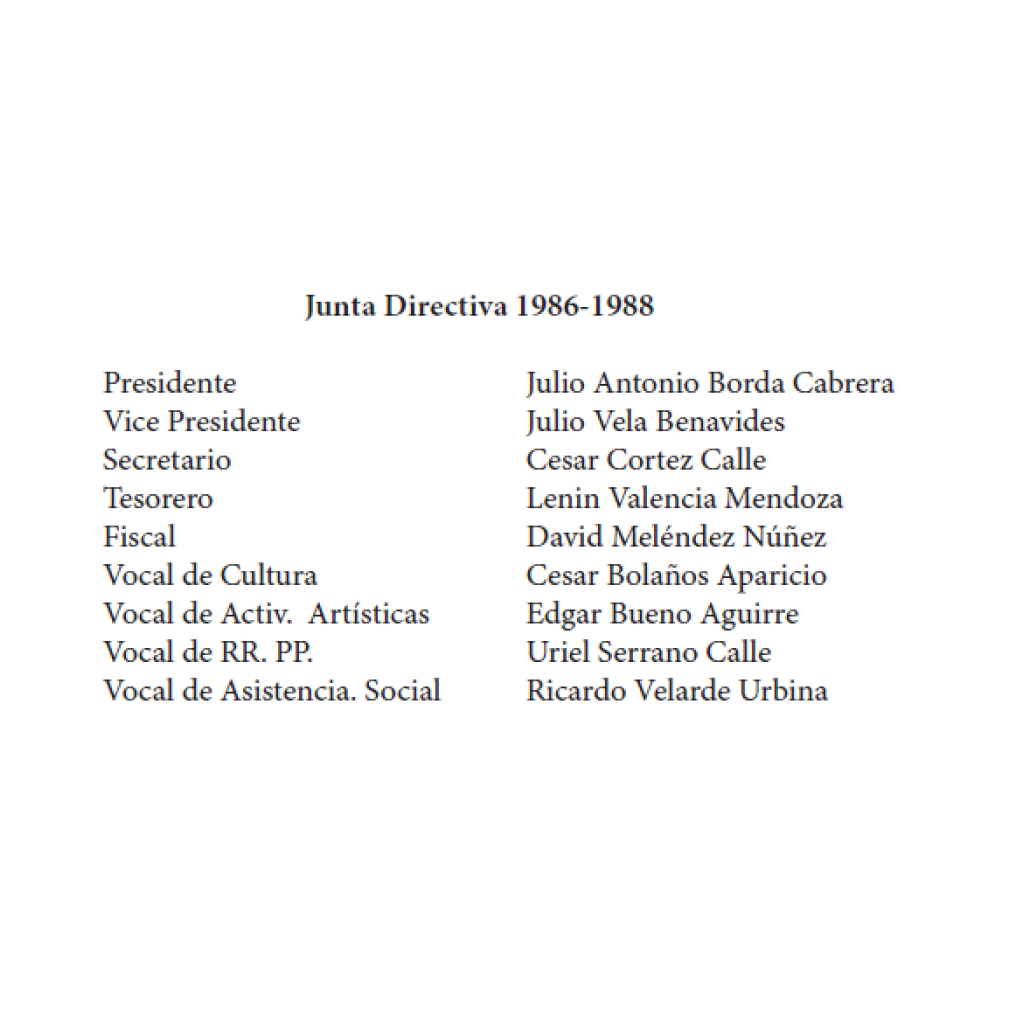 Junta Directiva 1986-1988
Presidente Julio Antonio Borda Cabrera
Vice Presidente Julio Vela Benavides
Secretario Cesar Cortez Calle
Tesorero Lenin Valencia Mendoza
Fiscal David Meléndez Núñez
Vocal de Cultura Cesar Bolaños Aparicio
Vocal de Activ.  Artísticas Edgar Bueno Aguirre
Vocal de RR. PP. Uriel Serrano Calle
Vocal de Asistencia. Social Ricardo Velarde Urbina